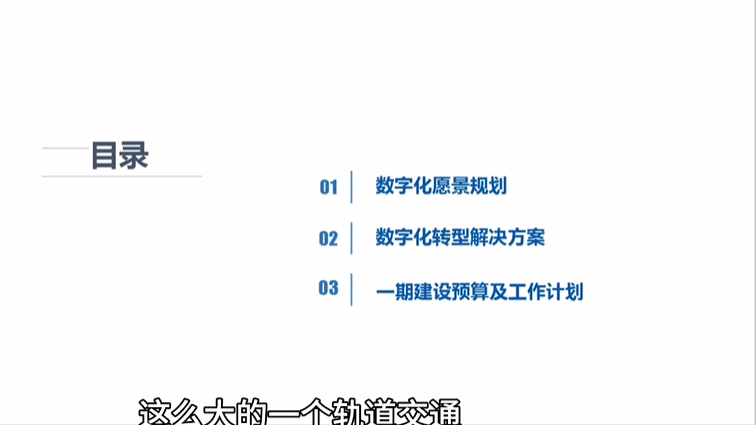 目录
01 数字化愿景规划
02 数字化转型解决方案
03 一期建设预算及工作计划
这么大的一个轨道交通